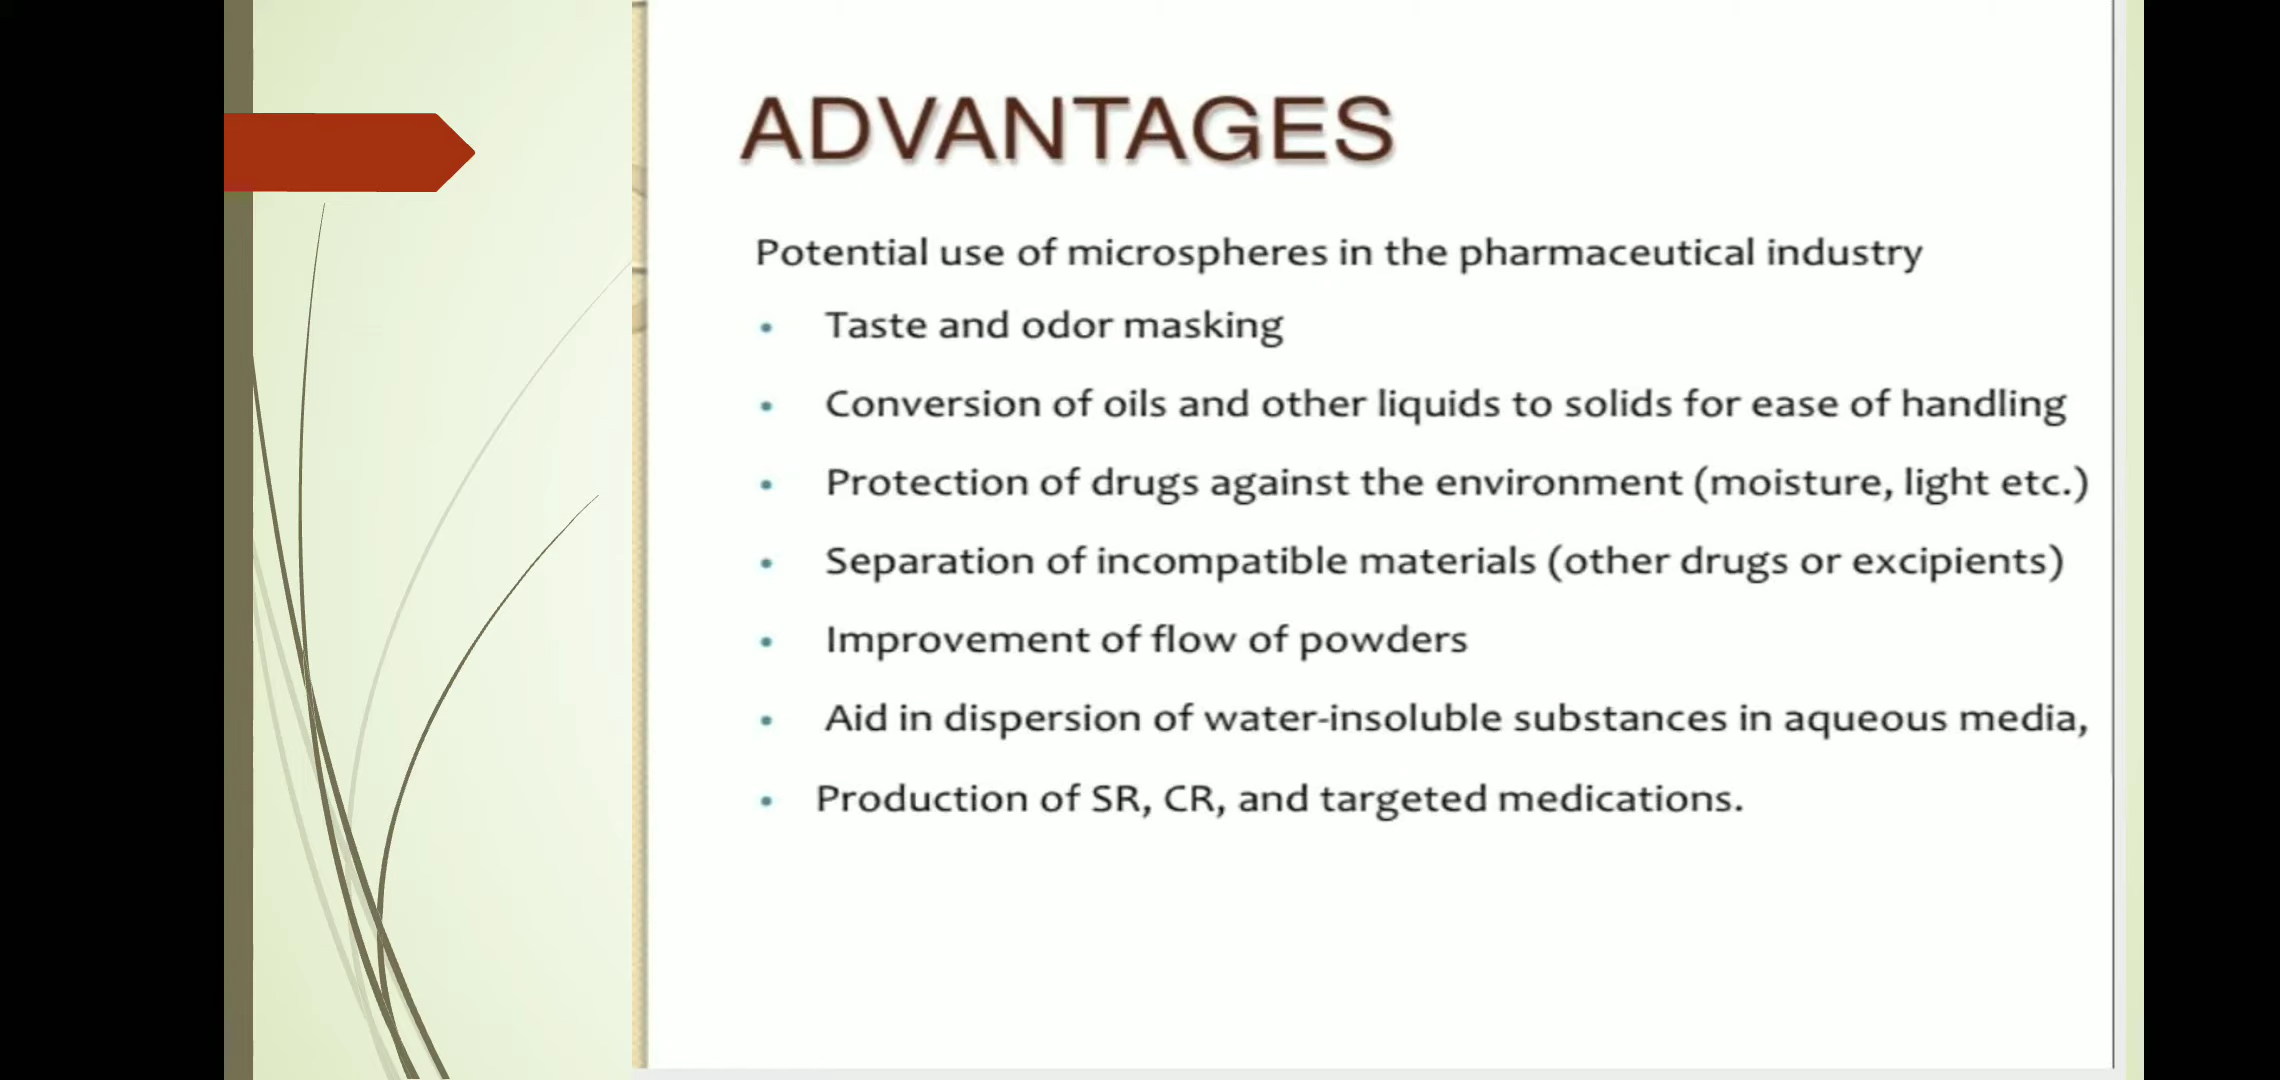 ADVANTAGES
Potential use of microspheres in the pharmaceutical industry
• Taste and odor masking
• Conversion of oils and other liquids to solids for ease of handling
• Protection of drugs against the environment (moisture, light etc.)
• Separation of incompatible materials (other drugs or excipients)
• Improvement of flow of powders
• Aid in dispersion of water-insoluble substances in aqueous media,
• Production of SR, CR, and targeted medications.